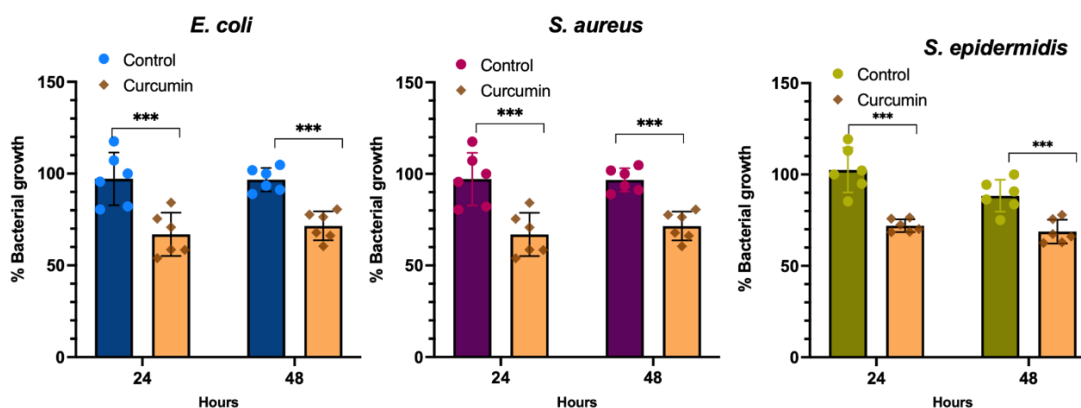 E. coli
Control
Curcumin
% Bacterial growth
150
100
50
0
***
***
24
48
Hours
S. aureus
Control
Curcumin
% Bacterial growth
150
100
50
0
***
***
24
48
Hours
S. epidermidis
Control
Curcumin
% Bacterial growth
150
100
50
0
***
***
24
48
Hours